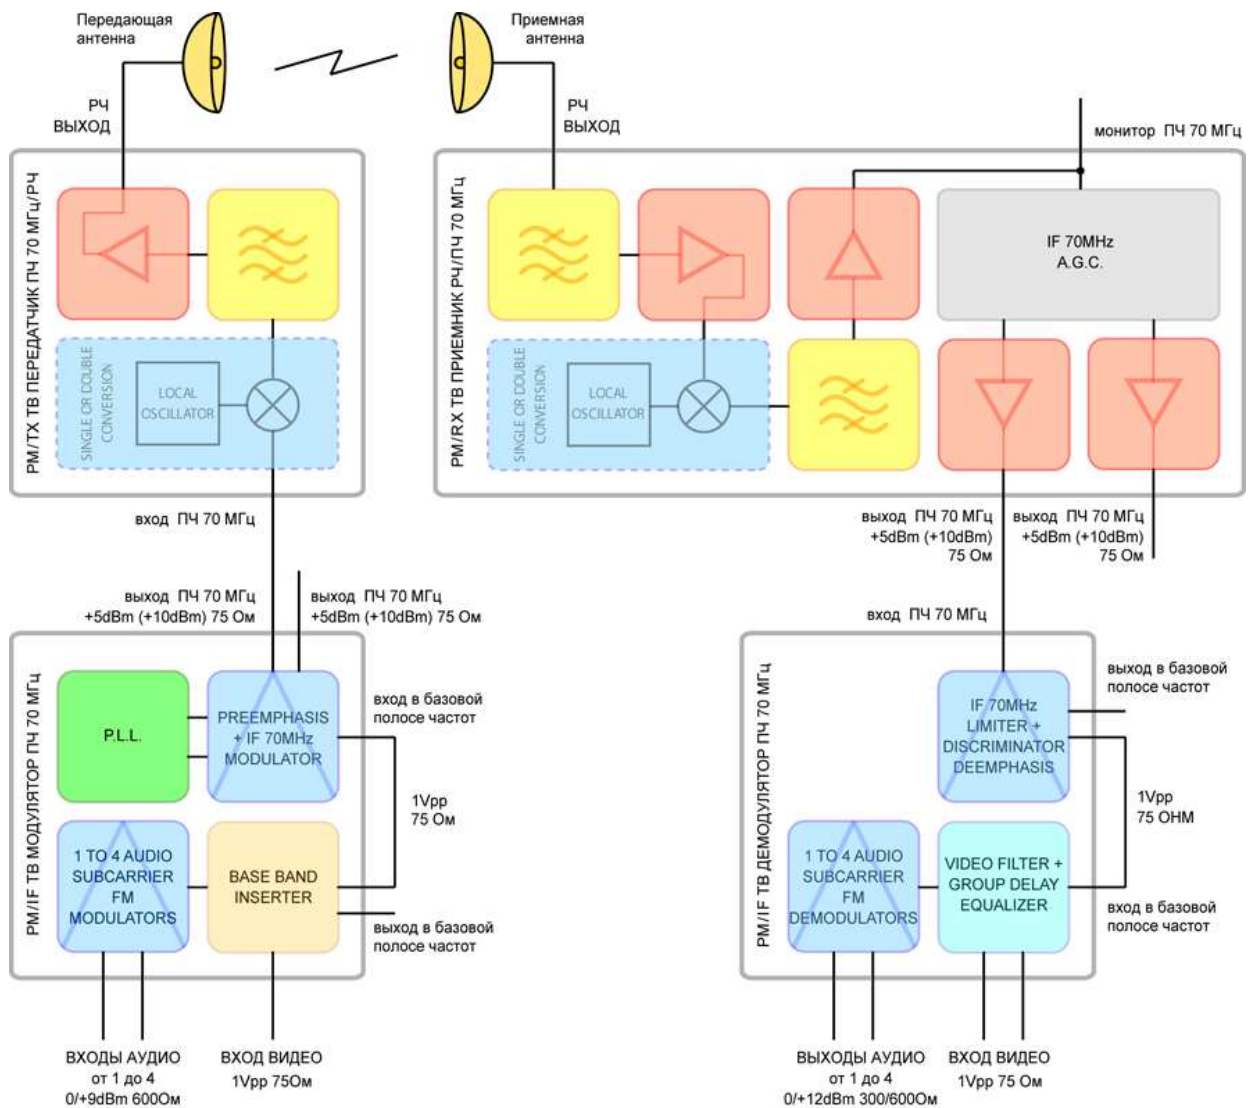 Передающая
антенна
Приемная
антенна
РЧ
ВЫХОД
РЧ
ВЫХОД
монитор ПЧ 70 МГц
PM/TX ТВ ПЕРЕДАТЧИК ПЧ 70 МГц/РЧ
SINGLE OR DOUBLE
CONVERSION
LOCAL
OSCILLATOR
PM/RX ТВ ПРИЕМНИК РЧ/ПЧ 70 МГц
SINGLE OR DOUBLE
CONVERSION
LOCAL
OSCILLATOR
IF 70MHz
A.G.C.
вход ПЧ 70 МГц
выход ПЧ 70 МГц
+5dBm (+10dBm)
75 Ом
выход ПЧ 70 МГц
+5dBm (+10dBm)
75 Ом
выход ПЧ 70 МГц
+5dBm (+10dBm) 75 Ом
выход ПЧ 70 МГц
+5dBm (+10dBm) 75 Ом
вход ПЧ 70 МГц
PM/IF ТВ МОДУЛЯТОР ПЧ 70 МГц
P.L.L.
PREEMPHASIS
+ IF 70MHz
MODULATOR
вход в базовой
полосе частот
1Vpp
75 Ом
1 TO 4 AUDIO
SUBCARRIER
FM
MODULATORS
BASE BAND
INSERTER
выход в базовой
полосе частот
ВХОДЫ АУДИО
от 1 до 4
0/+9dBm 600Ом
ВХОД ВИДЕО
1Vpp 75Ом
PM/IF ТВ ДЕМОДУЛЯТОР ПЧ 70 МГц
IF 70MHz
LIMITER +
DISCRIMINATOR
DEEMPHASIS
выход в базовой
полосе частот
1Vpp
75 OHM
1 TO 4 AUDIO
SUBCARRIER
FM
DEMODULATORS
VIDEO FILTER +
GROUP DELAY
EQUALIZER
вход в базовой
полосе частот
ВЫХОДЫ АУДИО
от 1 до 4
0/+12dBm 300/600Ом
ВХОД ВИДЕО
1Vpp 75 Ом